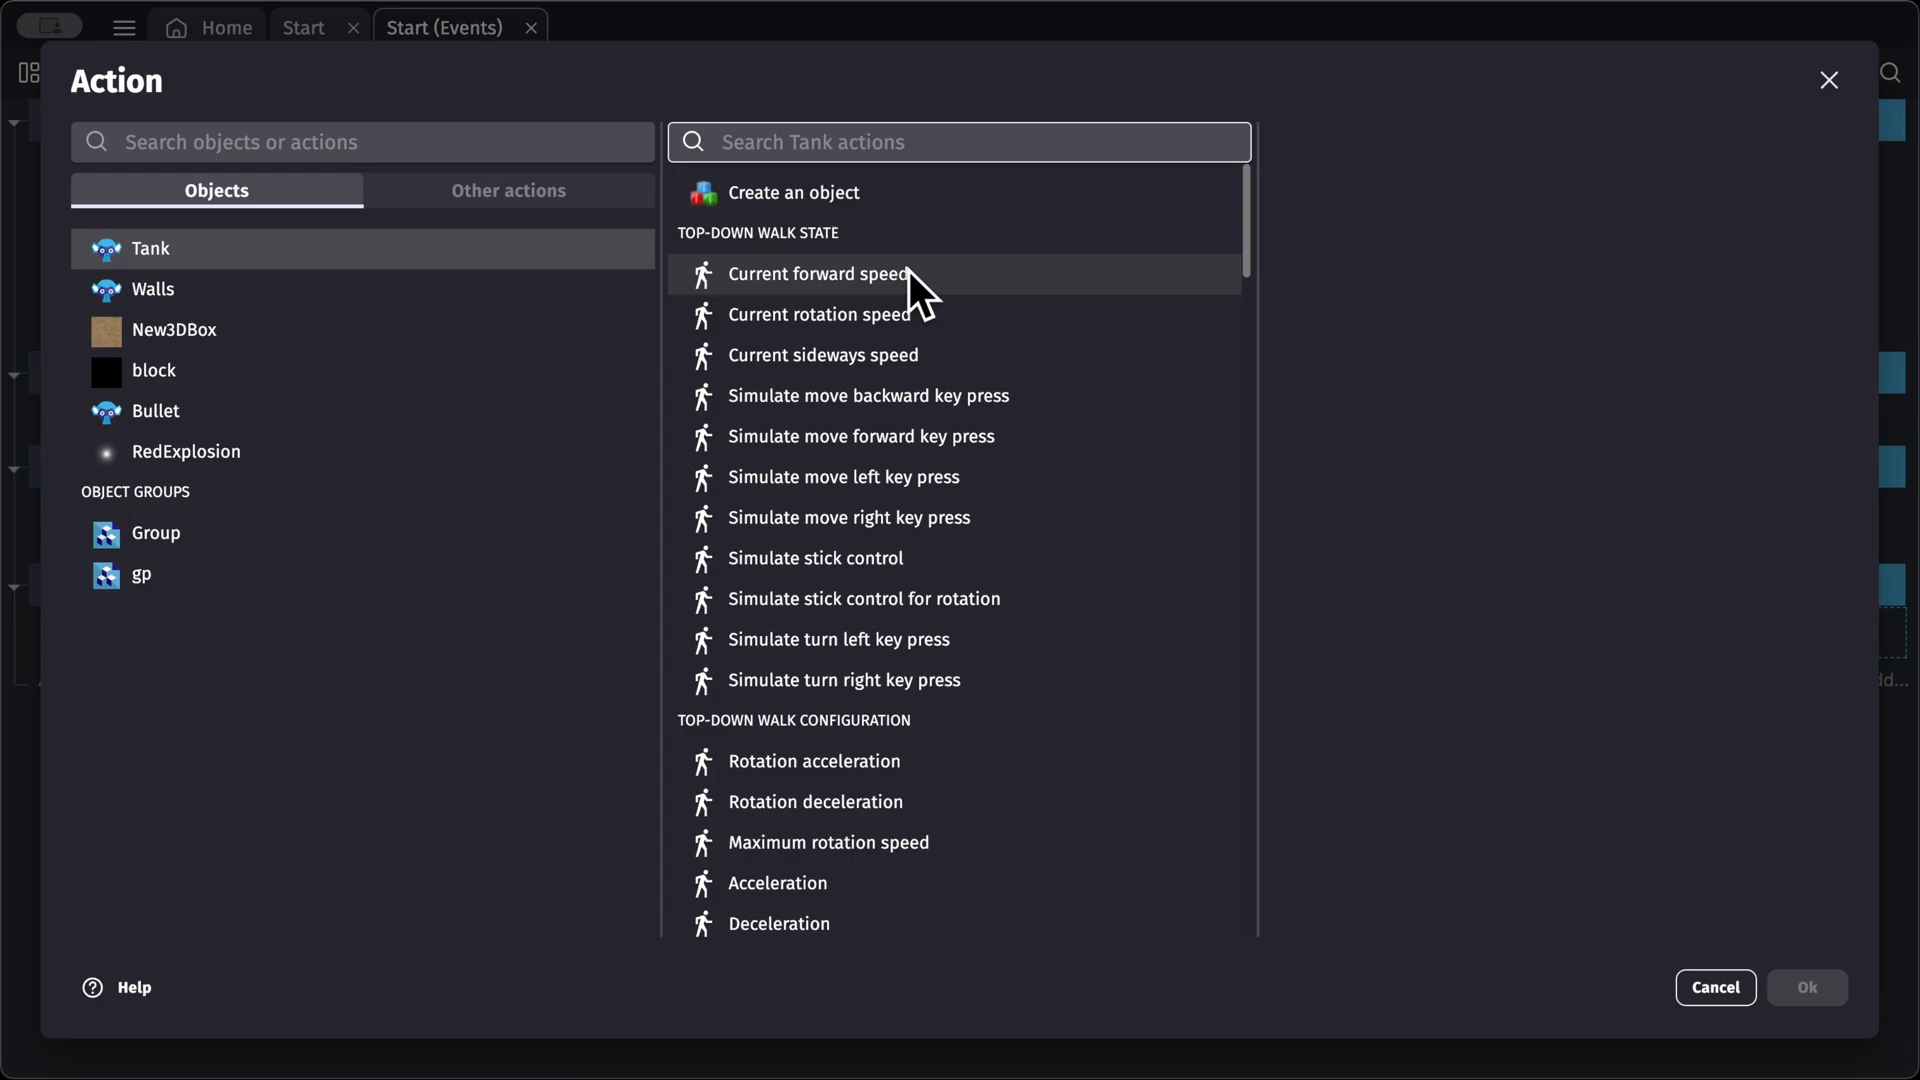 Home
Start
Start (Events)
Action
Search objects or actions
Objects
Other actions
Tank
Walls
New3DBox
block
Bullet
RedExplosion
OBJECT GROUPS
Group
gp
Search Tank actions
Create an object
TOP-DOWN WALK STATE
Current forward speed
Current rotation speed
Current sideways speed
Simulate move backward key press
Simulate move forward key press
Simulate move left key press
Simulate move right key press
Simulate stick control
Simulate stick control for rotation
Simulate turn left key press
Simulate turn right key press
TOP-DOWN WALK CONFIGURATION
Rotation acceleration
Rotation deceleration
Maximum rotation speed
Acceleration
Deceleration
Help
Cancel
Ok